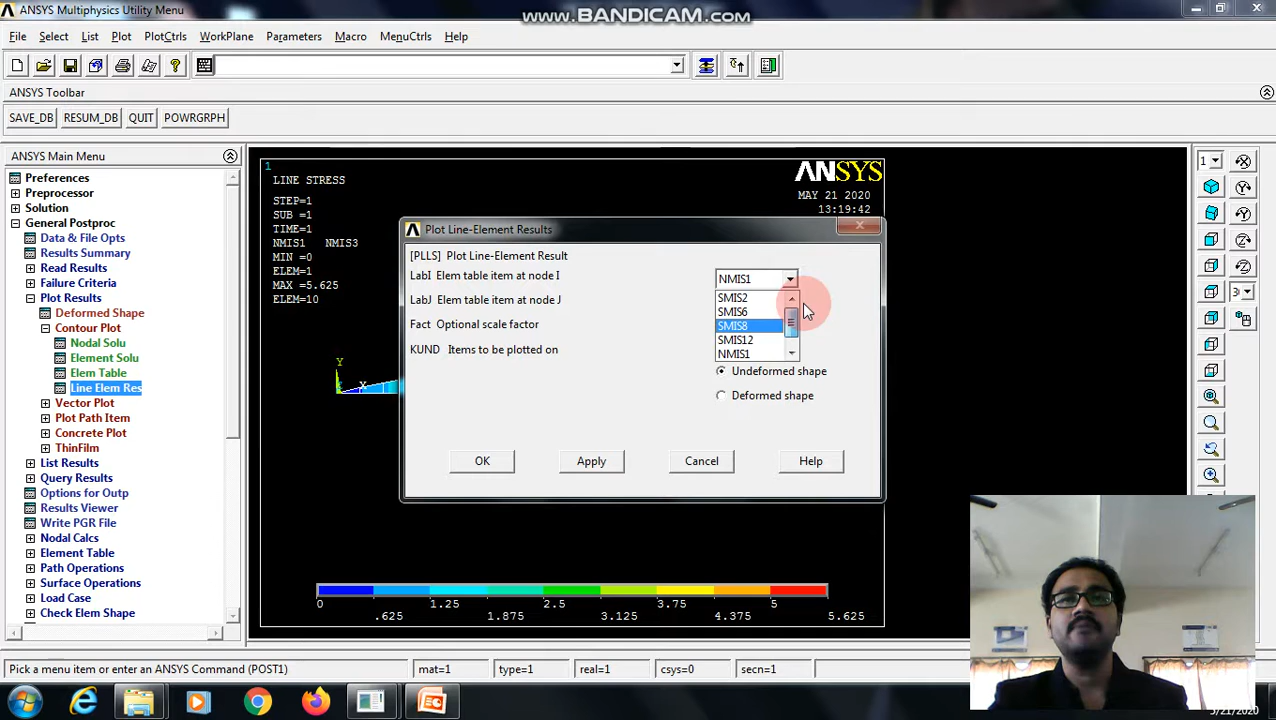 ANSYS Multiphysics Utility Menu
www.BANDICAM.com
File Select List Plot PlotCtrls WorkPlane Parameters Macro MenuCtrls Help
ANSYS Toolbar
SAVE_DB RESUM_DB QUIT POWRGRPH
ANSYS Main Menu
Preferences
Preprocessor
Solution
General Postproc
Data & File Opts
Results Summary
Read Results
Failure Criteria
Plot Results
Deformed Shape
Contour Plot
Nodal Solu
Element Solu
Elem Table
Line Elem Res
Vector Plot
Plot Path Item
Concrete Plot
ThinFilm
List Results
Query Results
Options for Outp
Results Viewer
Write PGR File
Nodal Calcs
Element Table
Path Operations
Surface Operations
Load Case
Check Elem Shape
1
LINE STRESS
STEP=1
SUB =1
TIME=1
NMIS1 NMIS3
MIN =0
ELEM=1
MAX =5.625
ELEM=10
ANSYS
MAY 21 2020
13:19:42
Y
X
Plot Line-Element Results
[PLLS] Plot Line-Element Result
LabI Elem table item at node I
NMIS1
LabJ Elem table item at node J
Fact Optional scale factor
KUND Items to be plotted on
SMIS2
SMIS6
SMIS8
SMIS12
NMIS1
Undeformed shape
Deformed shape
OK Apply Cancel Help
0 1.25 2.5 3.75 5
.625 1.875 3.125 4.375 5.625
1
Pick a menu item or enter an ANSYS Command (POST1) mat=1 type=1 real=1 csys=0 secn=1
5/21/2020